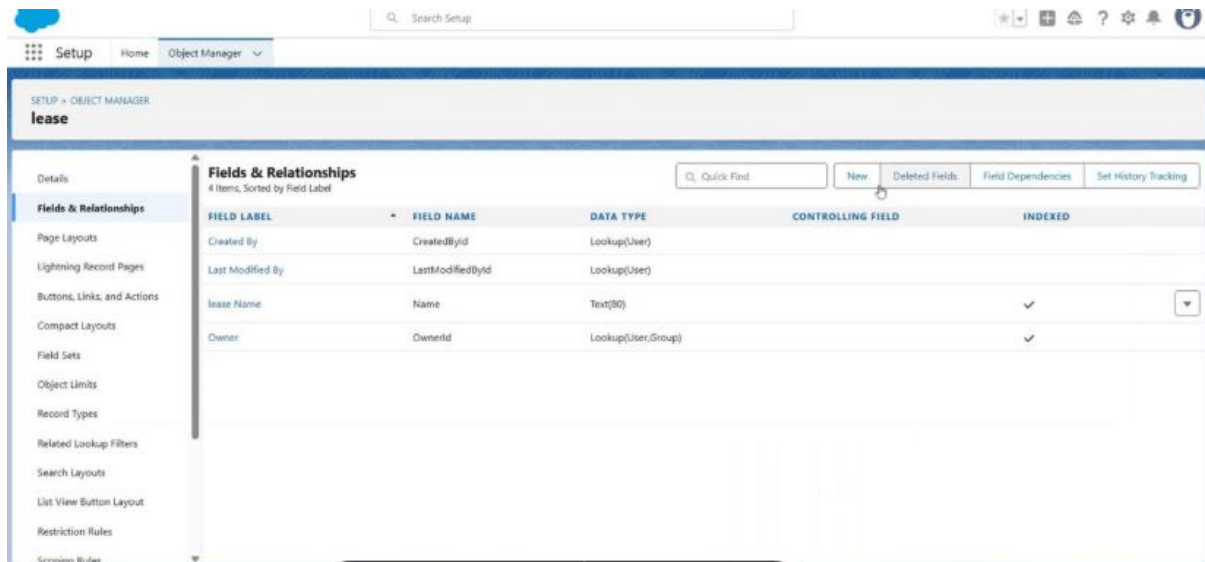 Search Setup
Setup Home Object Manager
SETUP > OBJECT MANAGER
lease
Details
Fields & Relationships
Page Layouts
Lightning Record Pages
Buttons, Links, and Actions
Compact Layouts
Field Sets
Object Limits
Record Types
Related Lookup Filters
Search Layouts
List View Button Layout
Restriction Rules
Scoping Rules
Fields & Relationships
4 Items, Sorted by Field Label
Quick Find
New Deleted Fields Field Dependencies Set History Tracking
FIELD LABEL FIELD NAME DATA TYPE CONTROLLING FIELD INDEXED
Created By CreatedById Lookup(User)
Last Modified By LastModifiedById Lookup(User)
lease Name Name Text(80)
Owner OwnerId Lookup(User,Group)